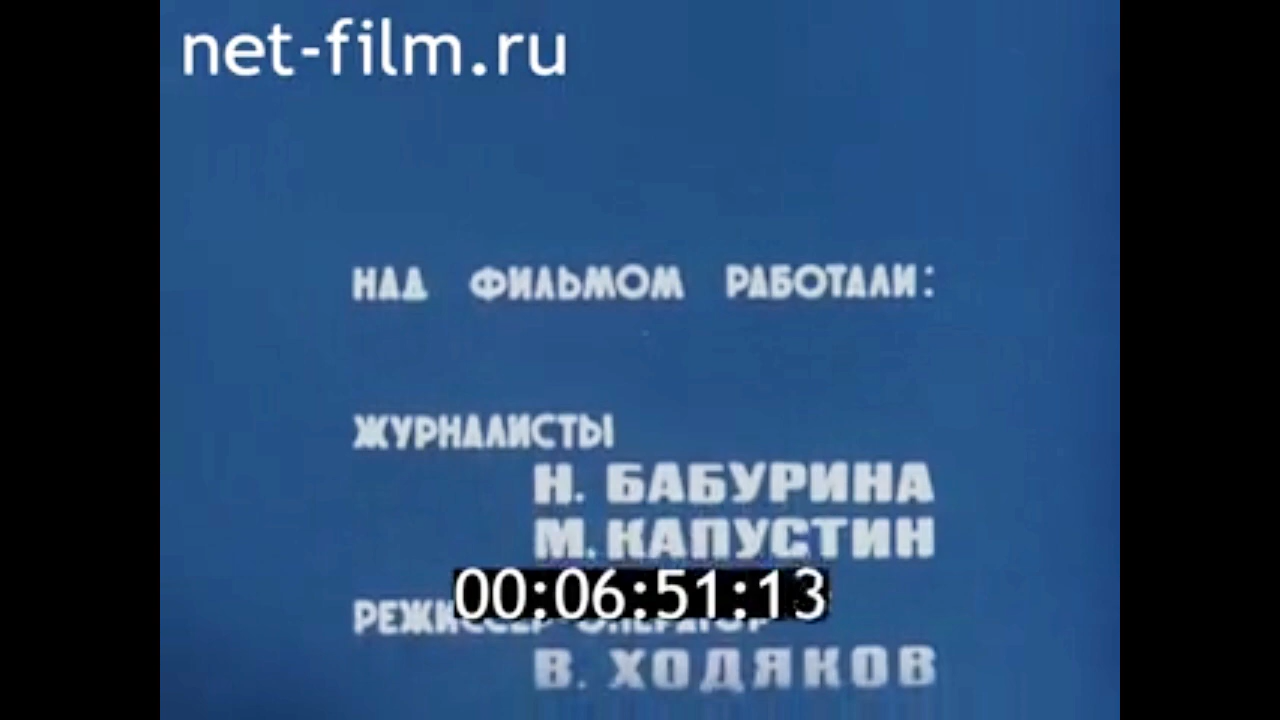 net-film.ru
НАД ФИЛЬМОМ РАБОТАЛИ:
ЖУРНАЛИСТЫ
Н. БАБУРИНА
М. КАПУСТИН
00:06:51:13
В. ХОДЯКОВ